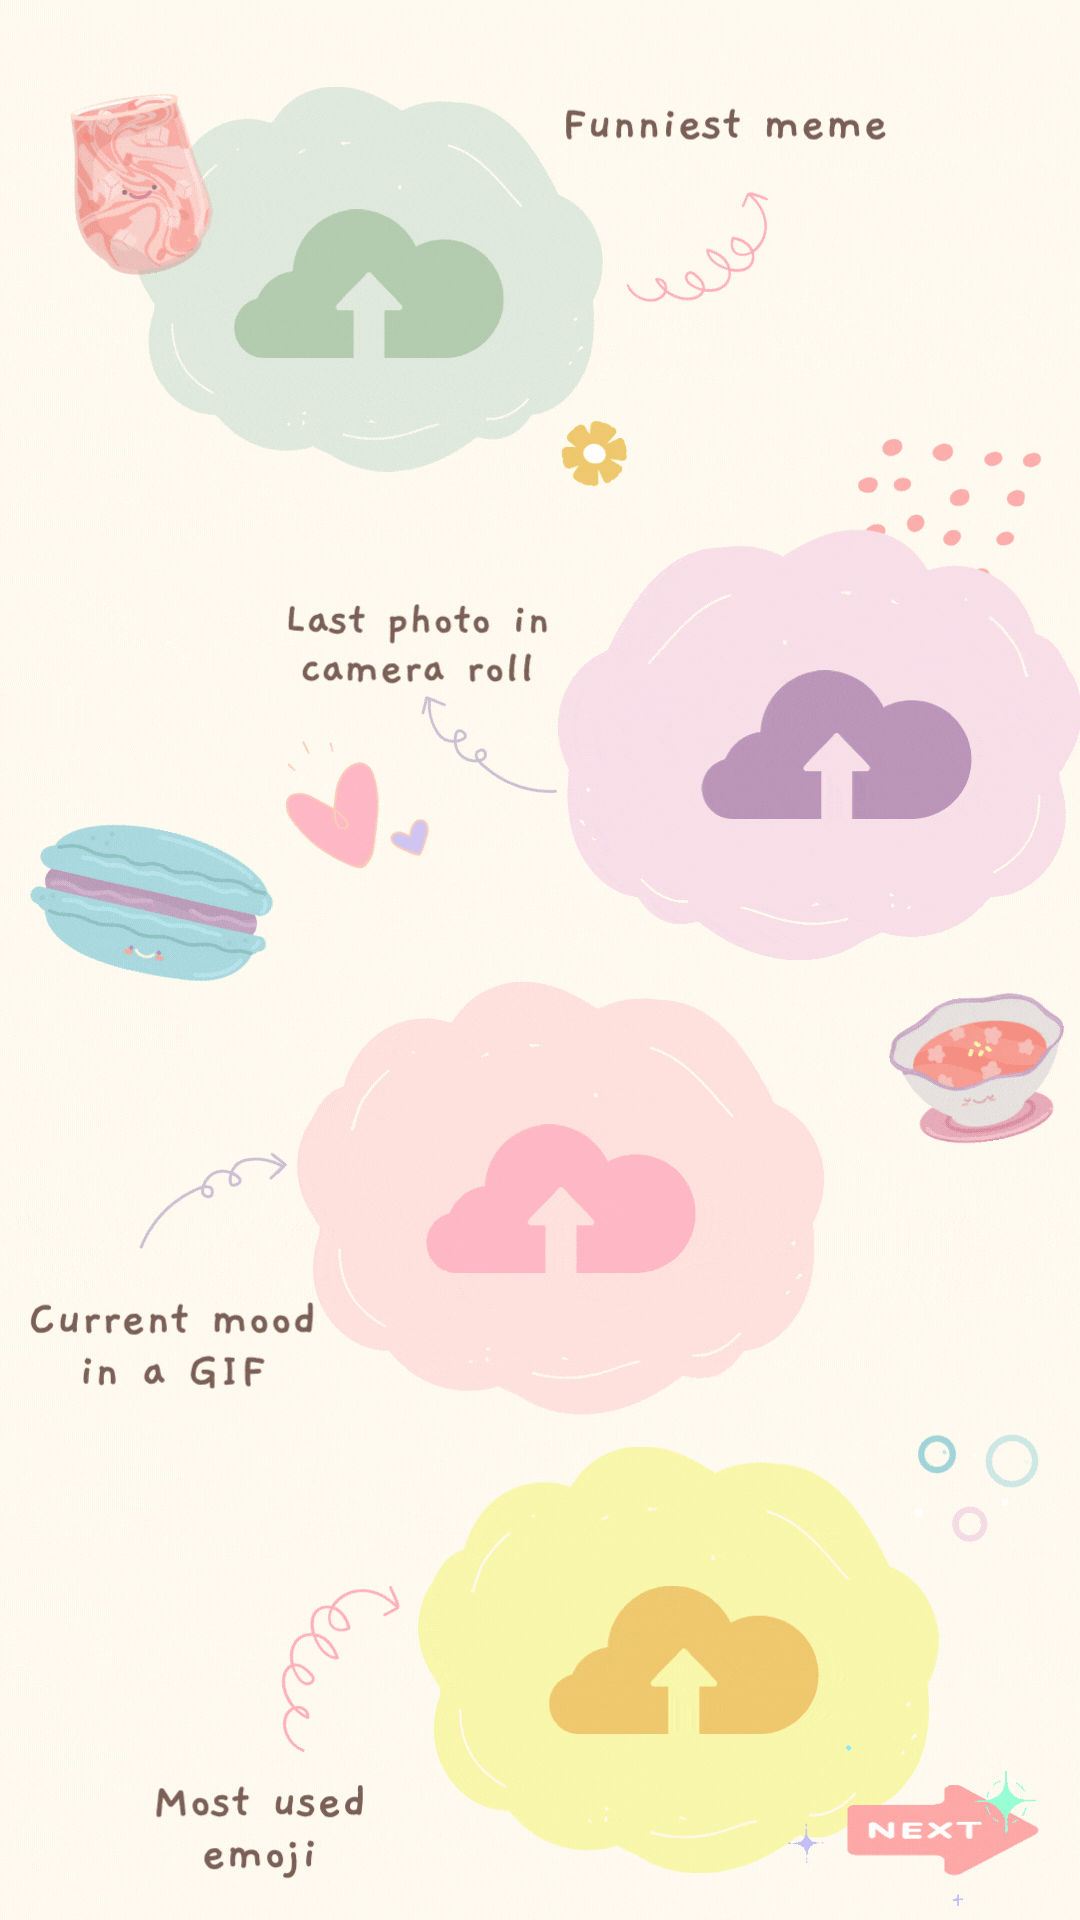 Funniest meme
Last photo in
camera roll
Current mood
in a GIF
Most used
emoji
NEXT